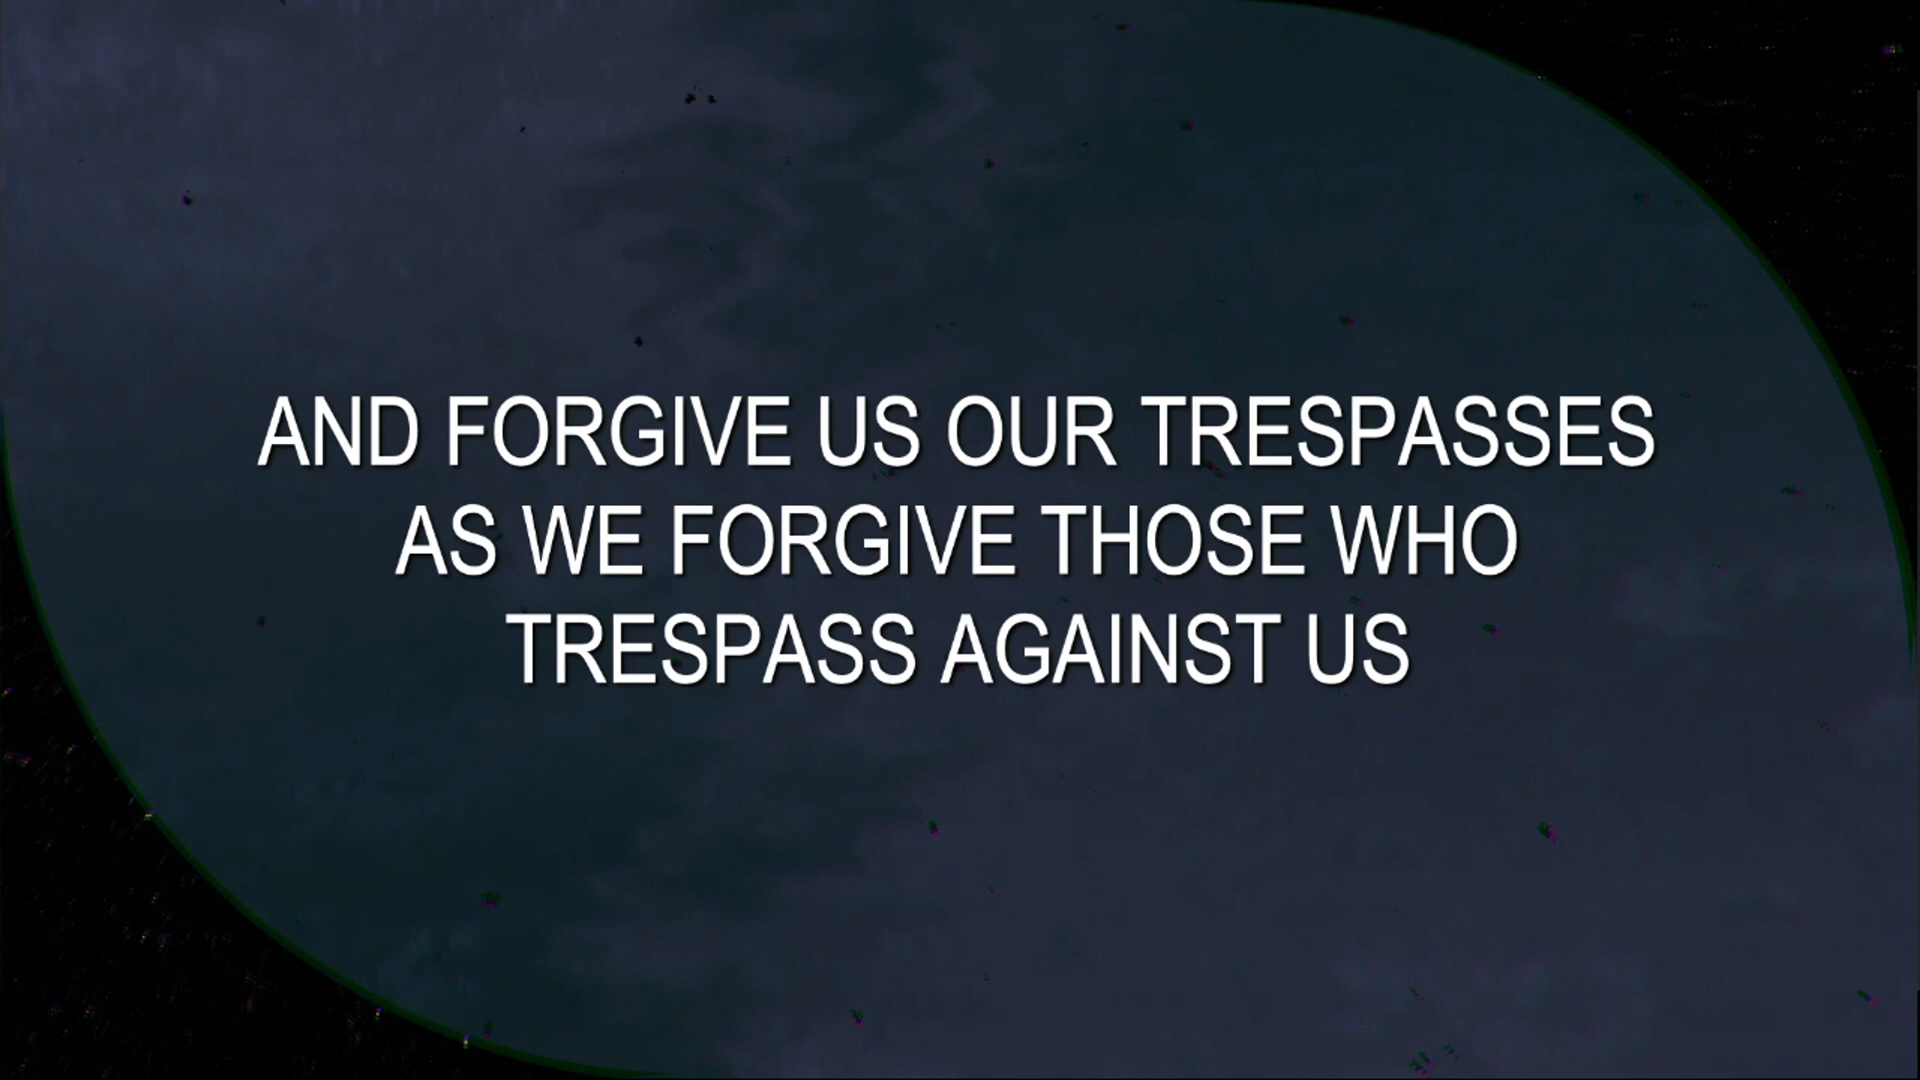 AND FORGIVE US OUR TRESPASSES
AS WE FORGIVE THOSE WHO
TRESPASS AGAINST US